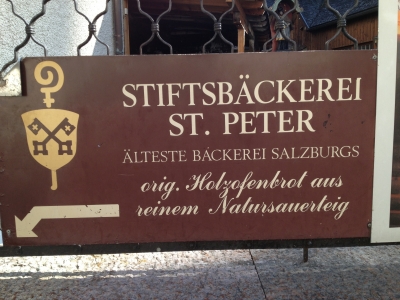 STIFTSBÄCKEREI
ST. PETER
ÄLTESTE BÄCKEREI SALZBURGS
orig. Holzofenbrot aus
reinem Natursauerteig